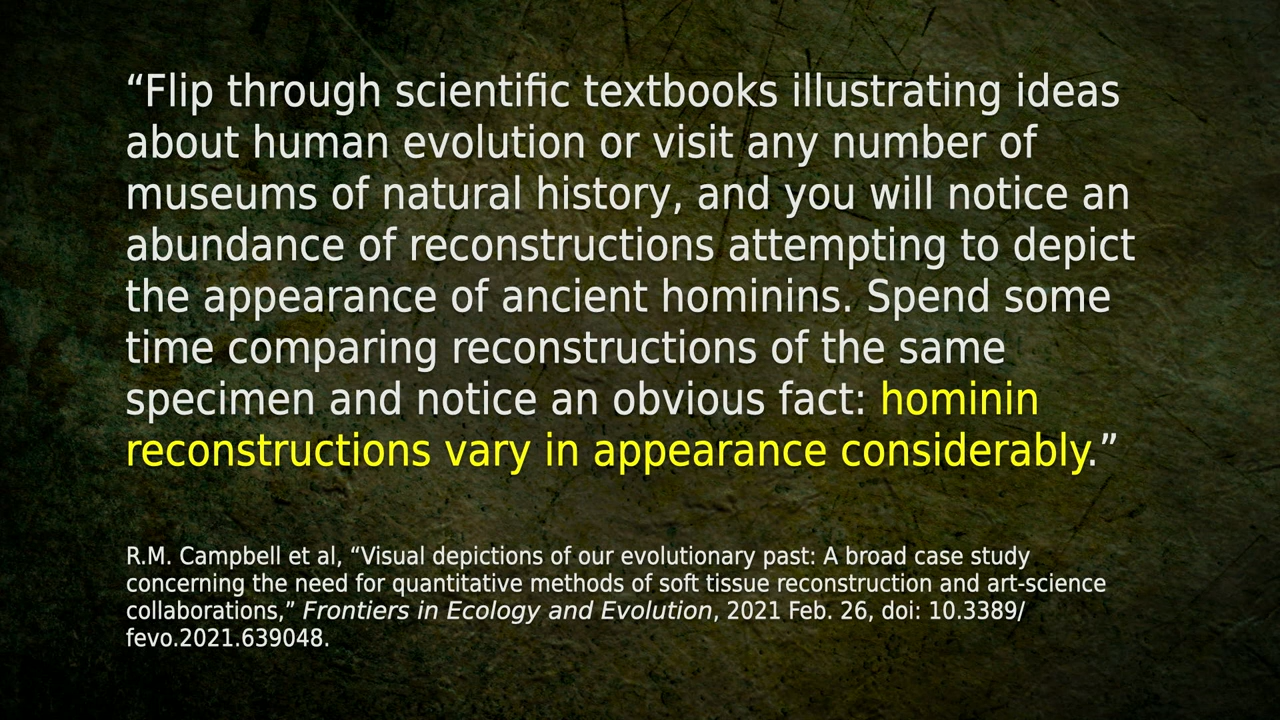 “Flip through scientific textbooks illustrating ideas
about human evolution or visit any number of
museums of natural history, and you will notice an
abundance of reconstructions attempting to depict
the appearance of ancient hominins. Spend some
time comparing reconstructions of the same
specimen and notice an obvious fact: hominin
reconstructions vary in appearance considerably.”
R.M. Campbell et al, “Visual depictions of our evolutionary past: A broad case study
concerning the need for quantitative methods of soft tissue reconstruction and art-science
collaborations,” Frontiers in Ecology and Evolution, 2021 Feb. 26, doi: 10.3389/
fevo.2021.639048.